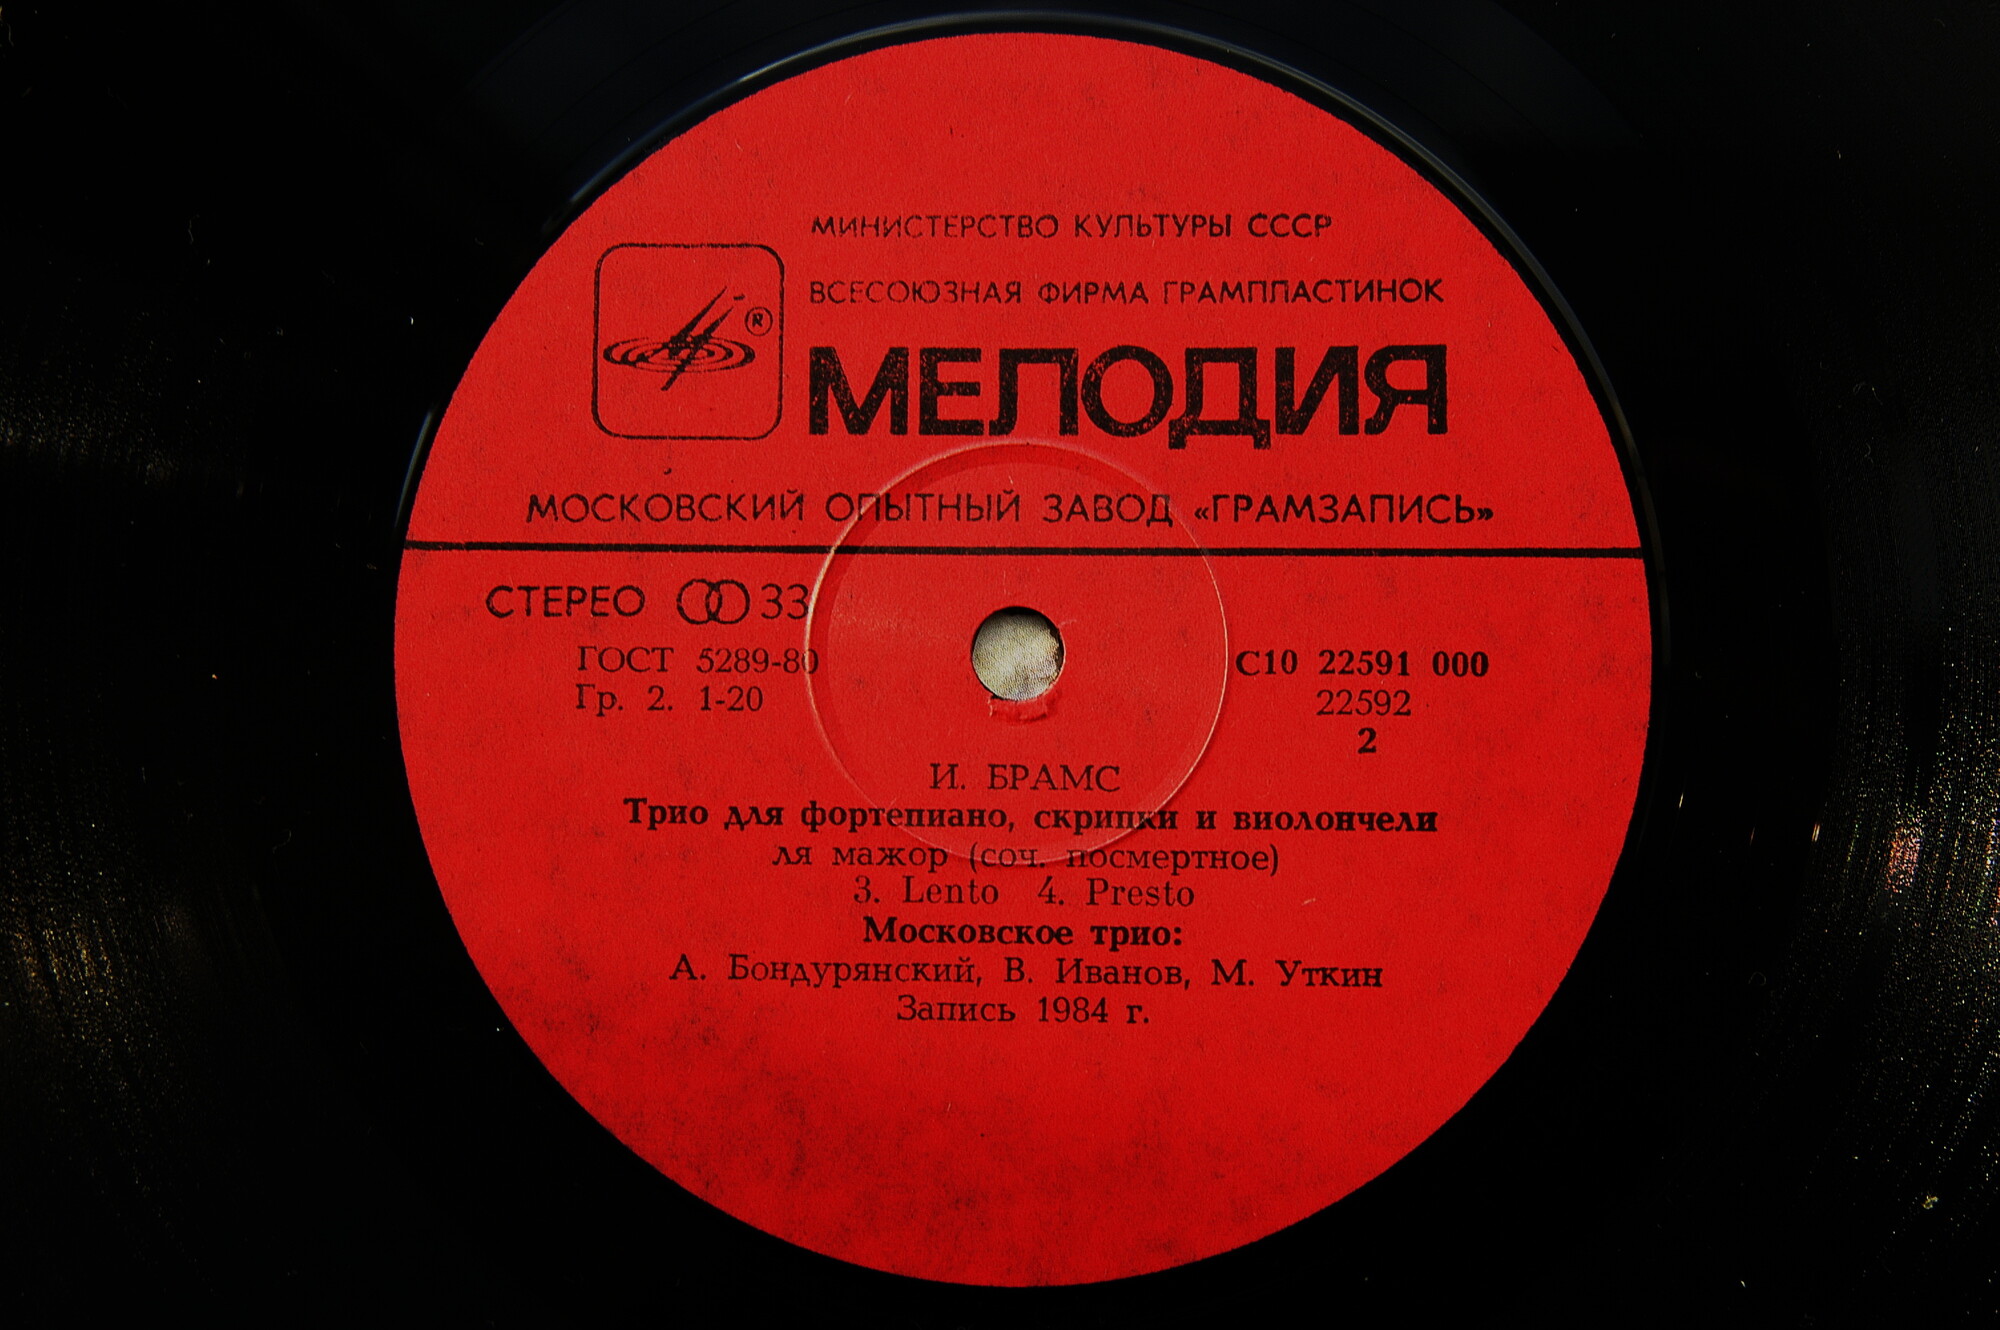 МИНИСТЕРСТВО КУЛЬТУРЫ СССР
ВСЕСОЮЗНАЯ ФИРМА ГРАМПЛАСТИНОК
®
МЕЛОДИЯ
МОСКОВСКИЙ ОПЫТНЫЙ ЗАВОД «ГРАМЗАПИСЬ»
СТЕРЕО 33
ГОСТ 5289-80
Гр. 2. 1-20
С10 22591 000
22592
2
И. БРАМС
Трио для фортепиано, скрипки и виолончели
ля мажор (соч. посмертное)
3. Lento 4. Presto
Московское трио:
А. Бондурянский, В. Иванов, М. Уткин
Запись 1984 г.